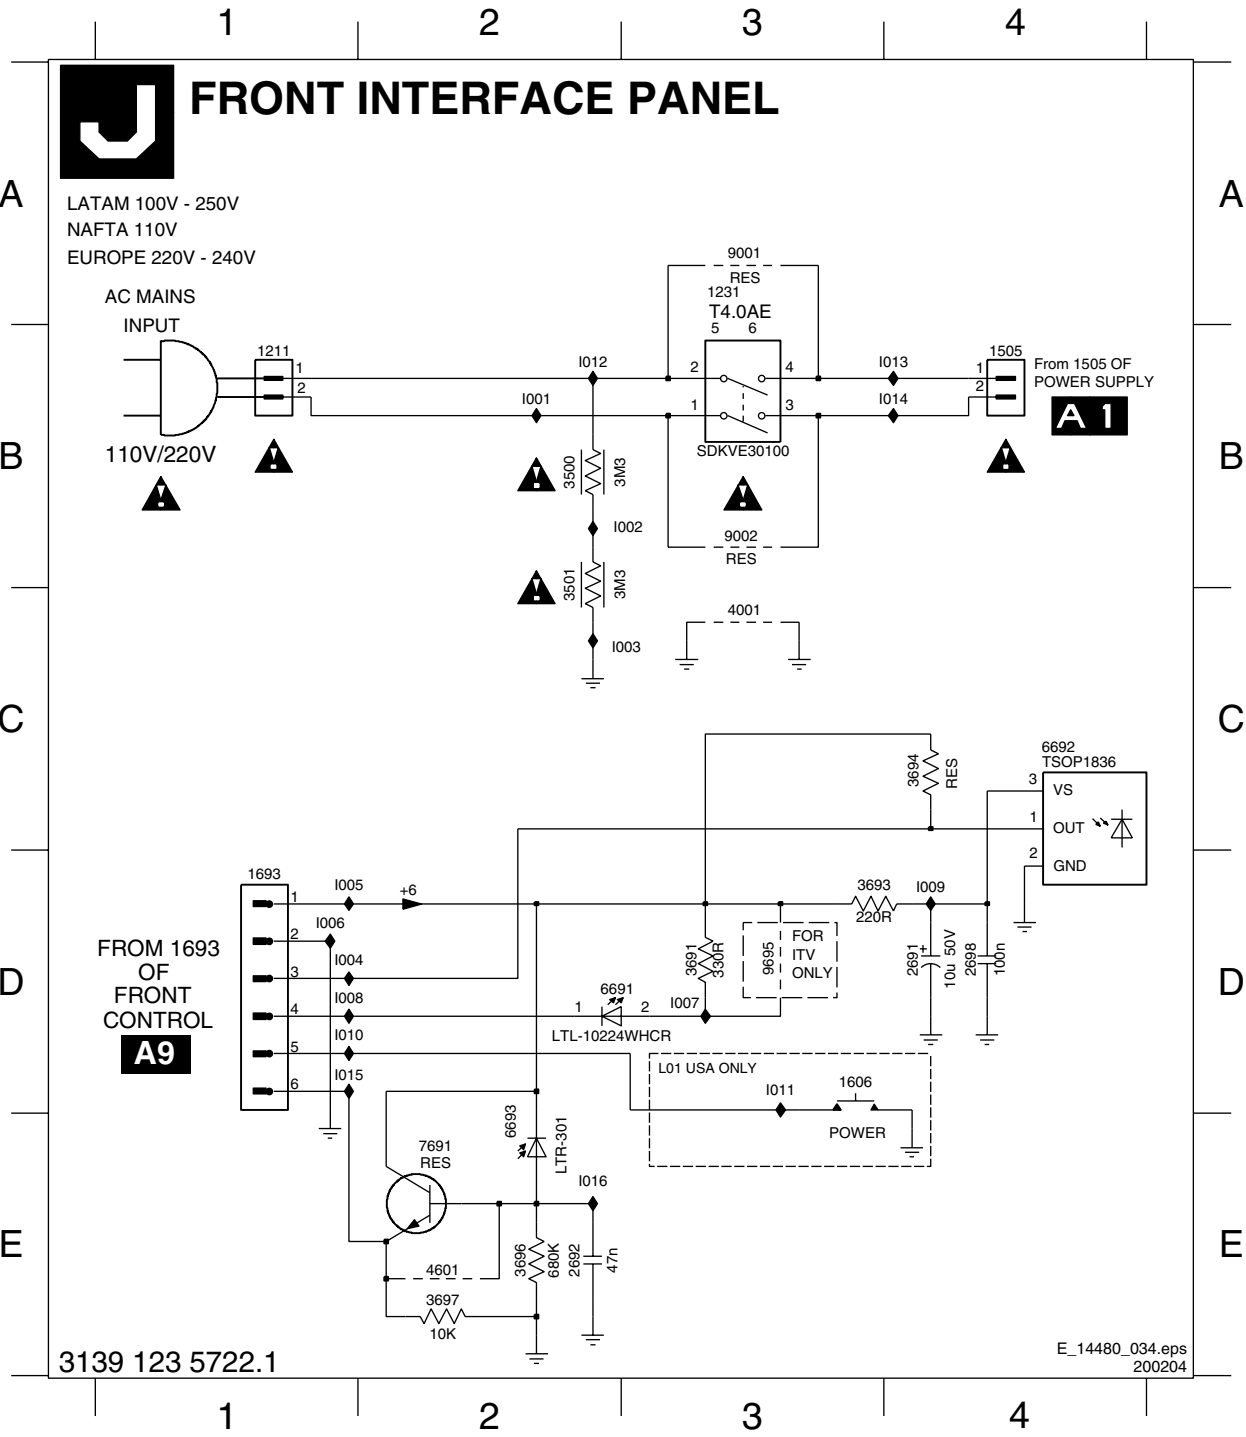 1 2 3 4
J FRONT INTERFACE PANEL
A A
LATAM 100V - 250V
NAFTA 110V
EUROPE 220V - 240V
AC MAINS
INPUT
9001
RES
1231
T4.0AE
5 6
1211
1
2
I012
I001
2 4
1 3
SDKVE30100
I013
I014
1505
1
2
From 1505 OF
POWER SUPPLY
A 1
110V/220V
B B
3500
3M3
I002
9002
RES
3501
3M3
I003
4001
C C
3694
RES
6692
TSOP1836
3 VS
1 OUT
2 GND
1693
1 I005 +6
2 I006
3 I004
4 I008
5 I010
6 I015
FROM 1693
OF
FRONT
CONTROL
A9
3693
220R
I009
3691
330R
9695
FOR
ITV
ONLY
2691
+
10u 50V
2698
100n
D D
6691
1 2
LTL-10224WHCR
I007
L01 USA ONLY
I011
1606
POWER
6693
LTR-301
7691
RES
I016
E E
3696
680K
2692
47n
4601
3697
10K
3139 123 5722.1
E_14480_034.eps
200204
1 2 3 4